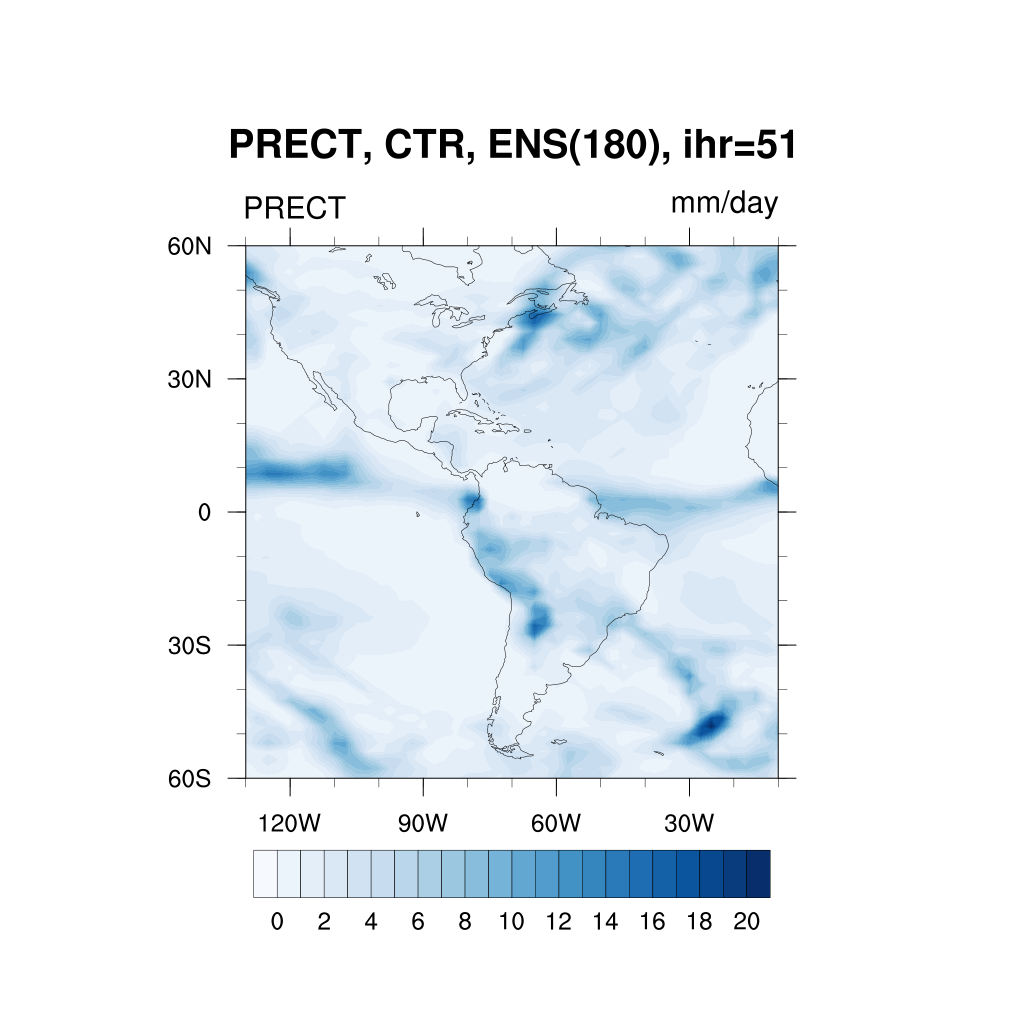 PRECT, CTR, ENS(180), ihr=51
PRECT mm/day
60N
30N
0
30S
60S
120W 90W 60W 30W
0 2 4 6 8 10 12 14 16 18 20